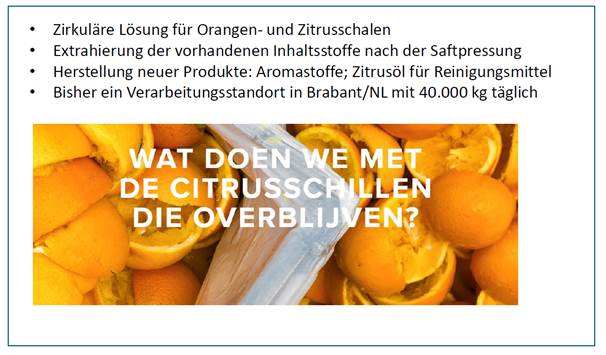 • Zirkuläre Lösung für Orangen- und Zitrusschalen
• Extrahierung der vorhandenen Inhaltsstoffe nach der Saftpressung
• Herstellung neuer Produkte: Aromastoffe; Zitrusöl für Reinigungsmittel
• Bisher ein Verarbeitungsstandort in Brabant/NL mit 40.000 kg täglich
WAT DOEN WE MET
DE CITRUSSCHILLEN
DIE OVERBLIJVEN?